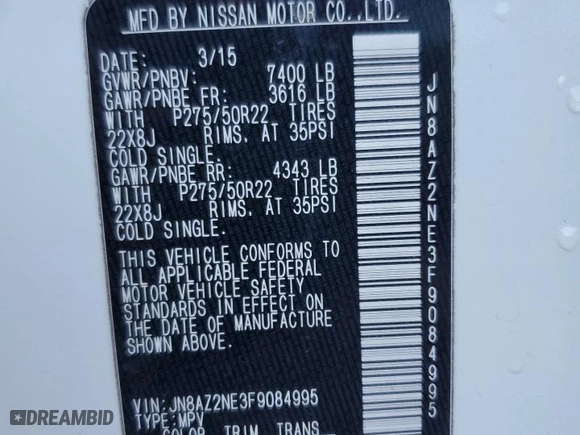 MFD BY NISSAN MOTOR CO.,LTD.
DATE: 3/15
GVWR/PNBV: 7400 LB
GAWR/PNBE FR: 3616 LB
WITH P275/50R22 TIRES
22X8J RIMS. AT 35PSI
COLD SINGLE.
GAWR/PNBE RR: 4343 LB
WITH P275/50R22 TIRES
22X8J RIMS. AT 35PSI
COLD SINGLE.
THIS VEHICLE CONFORMS TO
ALL APPLICABLE FEDERAL
MOTOR VEHICLE SAFETY
STANDARDS IN EFFECT ON
THE DATE OF MANUFACTURE
SHOWN ABOVE.
VIN:JN8AZ2NE3F9084995
TYPE:MPV
COLOR TRIM TRANS
JN8AZ2NE3F9084995
DREAMBID